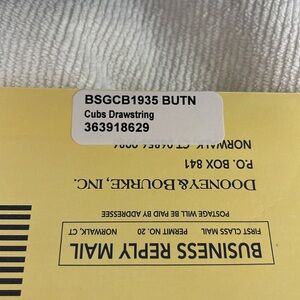 BSGCB1935 BUTN
Cubs Drawstring
363918629
BUSINESS REPLY MAIL
FIRST CLASS MAIL PERMIT NO. 20 NORWALK, CT
POSTAGE WILL BE PAID BY ADDRESSEE
DOONEY & BOURKE, INC.
P.O. BOX 841
NORWALK, CT